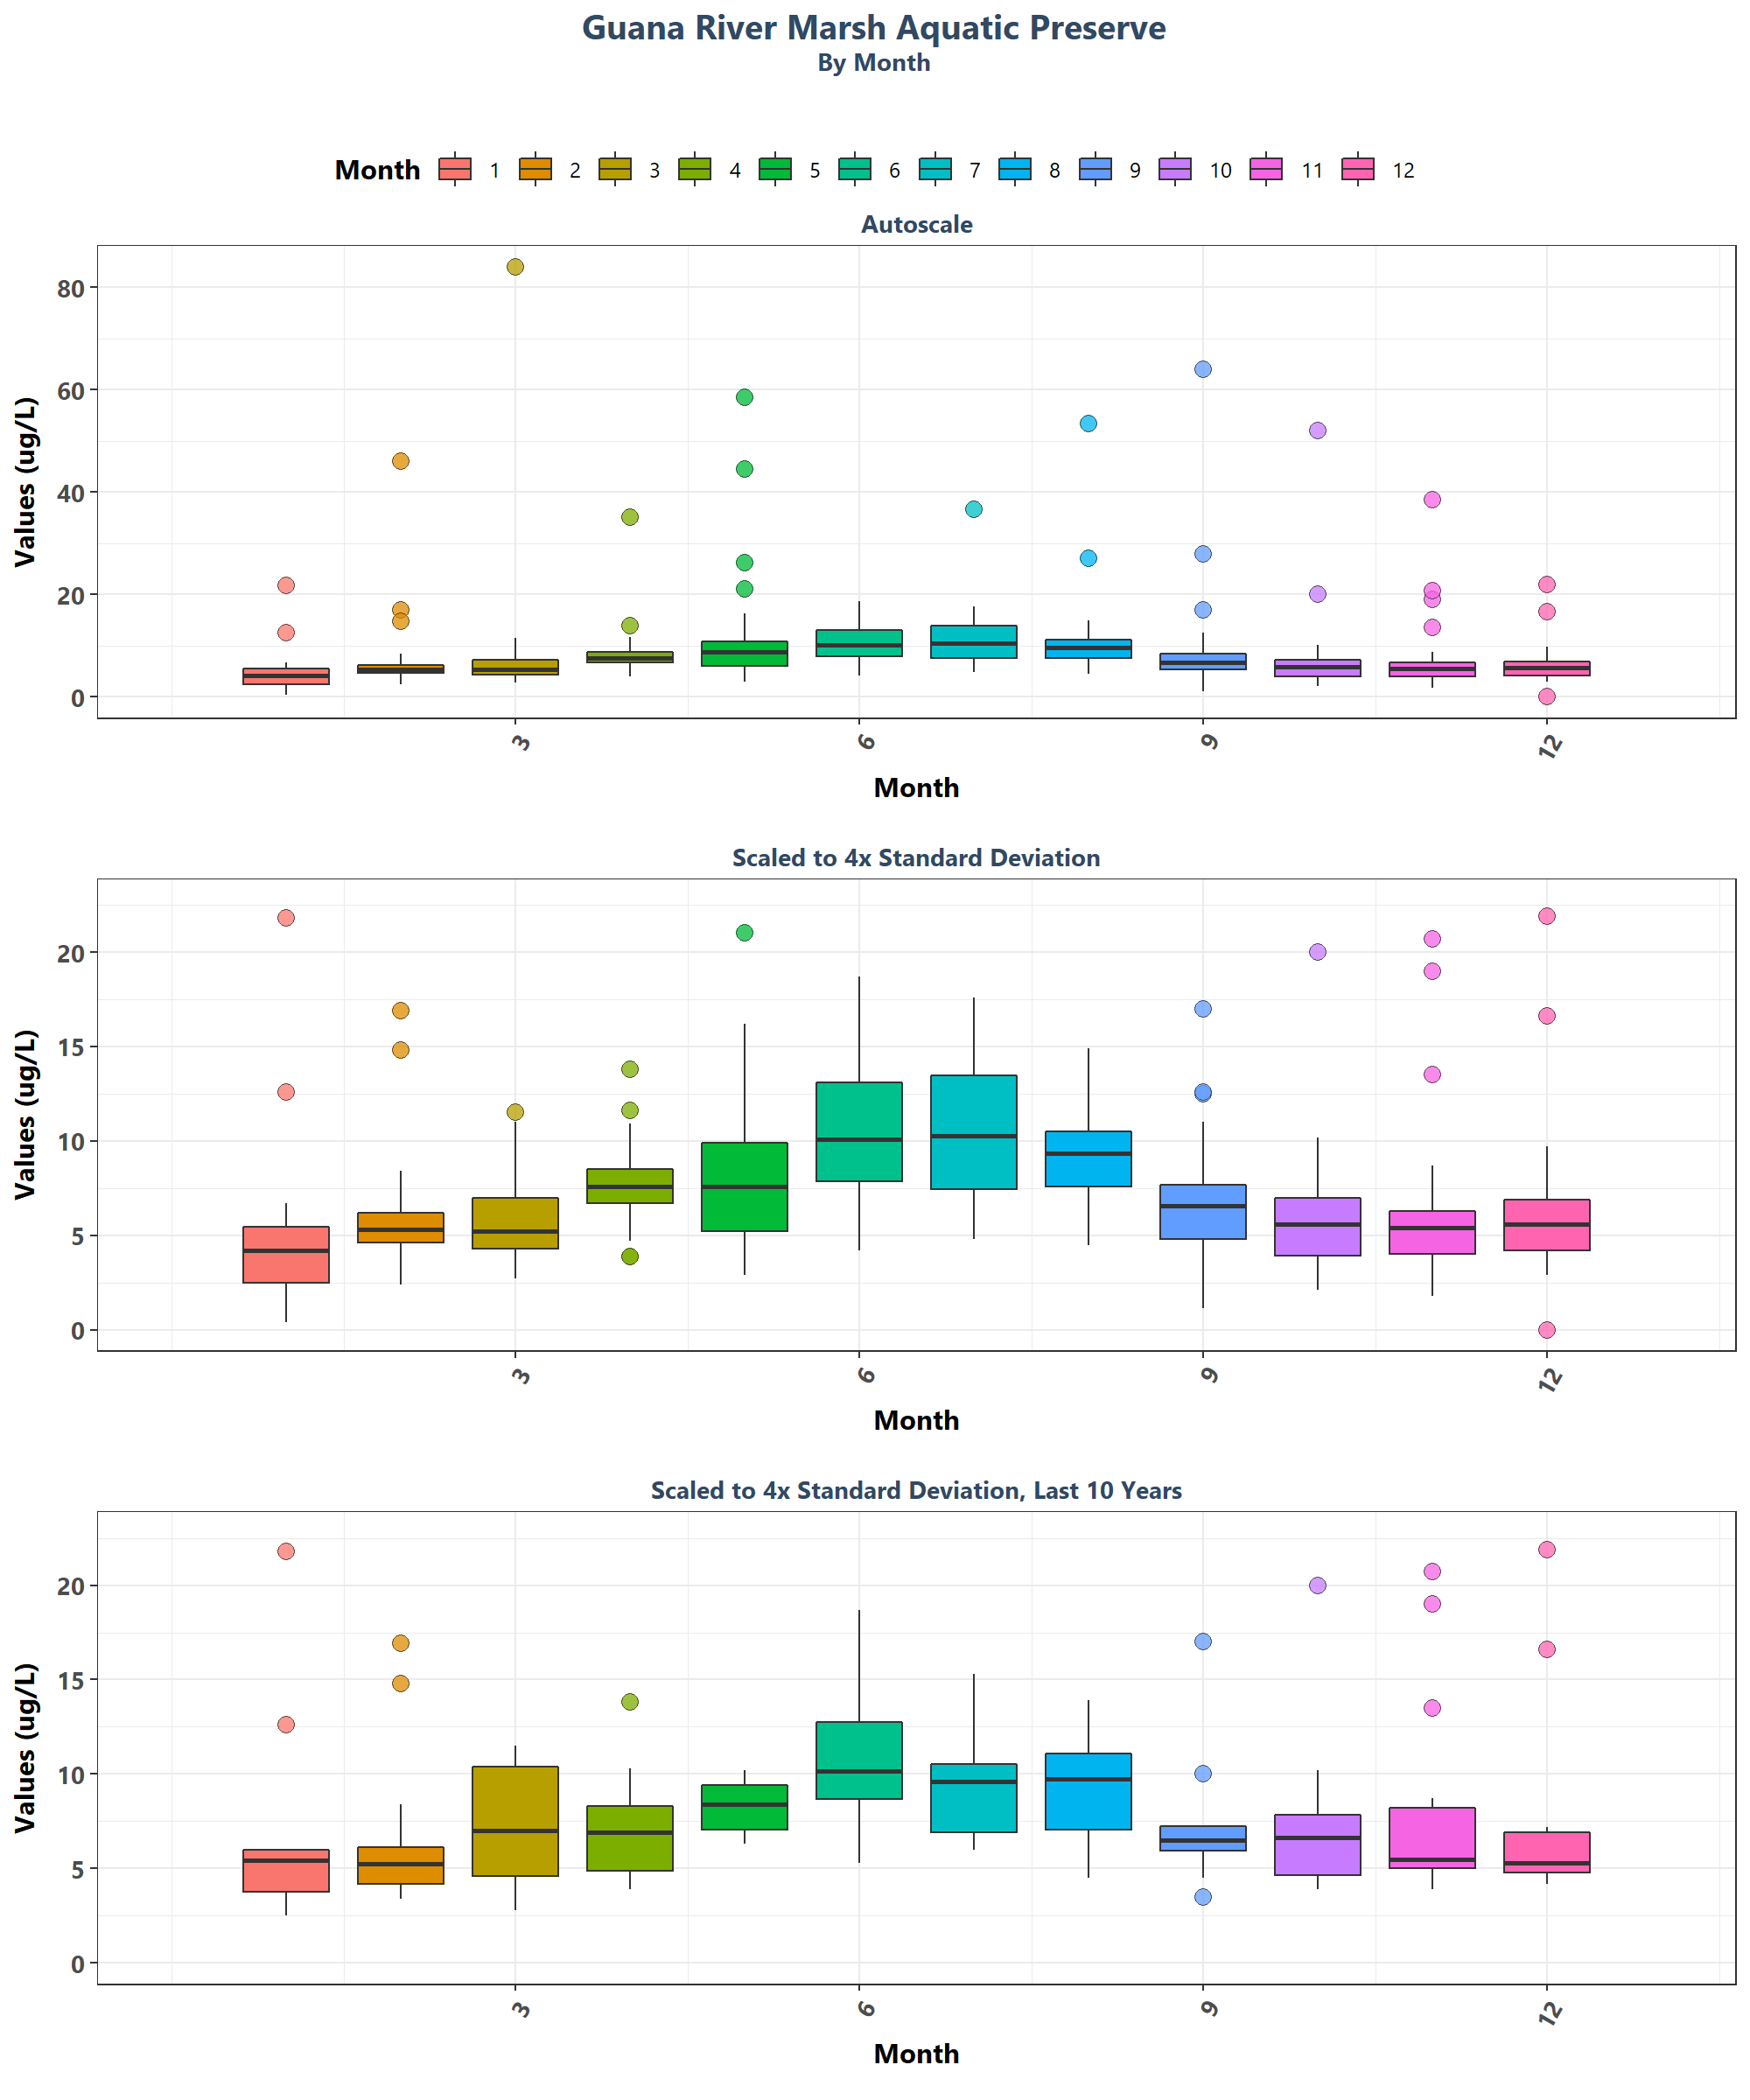 Guana River Marsh Aquatic Preserve
By Month
Month 1 2 3 4 5 6 7 8 9 10 11 12
Autoscale
Values (ug/L)
80
60
40
20
0
3 6 9 12
Month
Scaled to 4x Standard Deviation
Values (ug/L)
20
15
10
5
0
3 6 9 12
Month
Scaled to 4x Standard Deviation, Last 10 Years
Values (ug/L)
20
15
10
5
0
3 6 9 12
Month